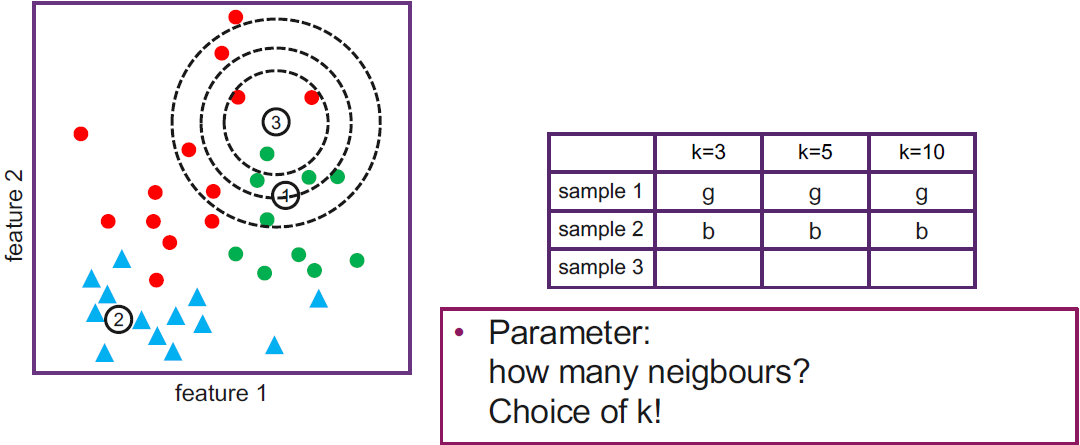 3
1
2
feature 2
feature 1
k=3 k=5 k=10
sample 1 g g g
sample 2 b b b
sample 3
• Parameter:
how many neigbours?
Choice of k!